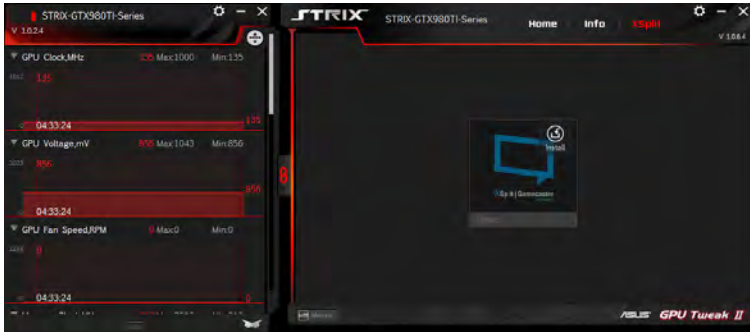 STRIX-GTX980TI-Series
V 1.0.2.4
GPU Clock,MHz 135 Max:1000 Min:135
135
135
04:33:24
GPU Voltage,mV 856 Max:1043 Min:856
856
856
04:33:24
GPU Fan Speed,RPM 0 Max:0 Min:0
0
0
04:33:24
STRIX
STRIX-GTX980TI-Series
Home Info XSplit
V 1.0.6.4
Install
XSplit | Gamecaster
ASUS GPU Tweak II